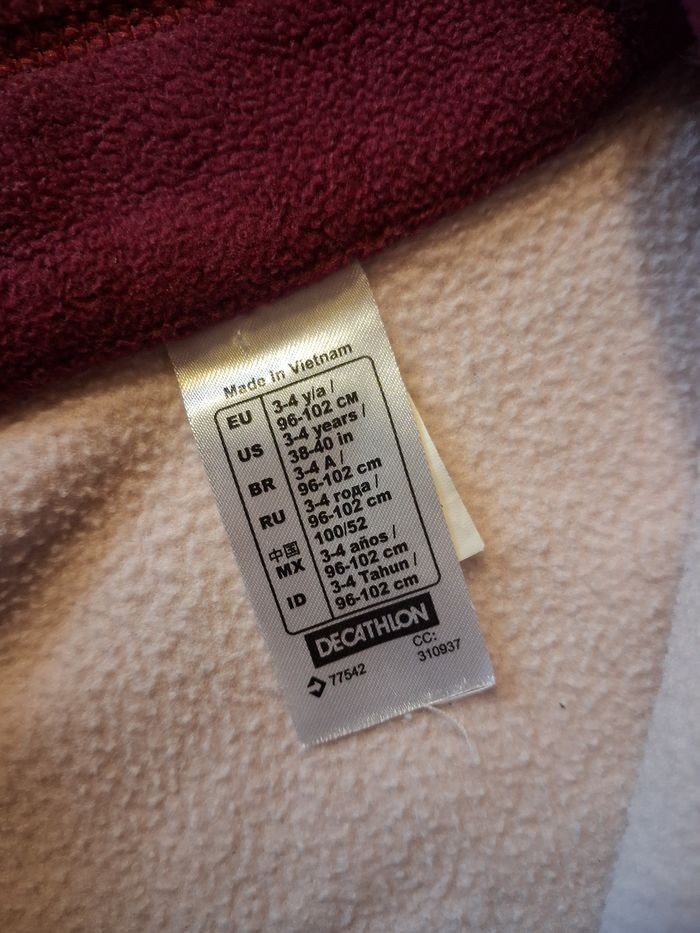 Made in Vietnam
EU 3-4 y/a /
96-102 CM
US 3-4 years /
38-40 in
BR 3-4 A /
96-102 cm
RU 3-4 года /
96-102 cm
中国 100/52
MX 3-4 años /
96-102 cm
ID 3-4 Tahun /
96-102 cm
DECATHLON
77542 CC:
310937